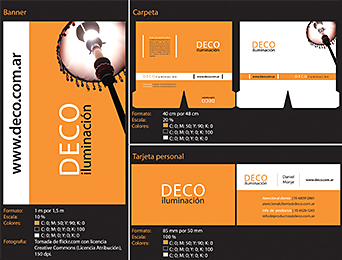 Banner
www.deco.com.ar
DECO
iluminación
Formato: 1 m por 1,5 m
Escala: 10 %
Colores: C: 0; M: 50; Y: 90; K: 0
C: 0; M: 0; Y: 0; K: 100
C: 0; M: 0; Y: 0; K: 0
Fotografía: Tomada de flickr.com con licencia
Creative Commons (Licencia Atribución),
150 dpi.
Carpeta
DECO
iluminación
DECO iluminación
www.deco.com.ar
DECO
Formato: 40 cm por 48 cm
Escala: 20 %
Colores: C: 0; M: 50; Y: 90; K: 0
C: 0; M: 0; Y: 0; K: 100
C: 0; M: 0; Y: 0; K: 0
Tarjeta personal
DECO
iluminación
DECO
iluminación
Daniel
Monje
www.deco.com.ar
Formato: 85 mm por 50 mm
Escala: 100 %
Colores: C: 0; M: 50; Y: 90; K: 0
C: 0; M: 0; Y: 0; K: 100
C: 0; M: 0; Y: 0; K: 0